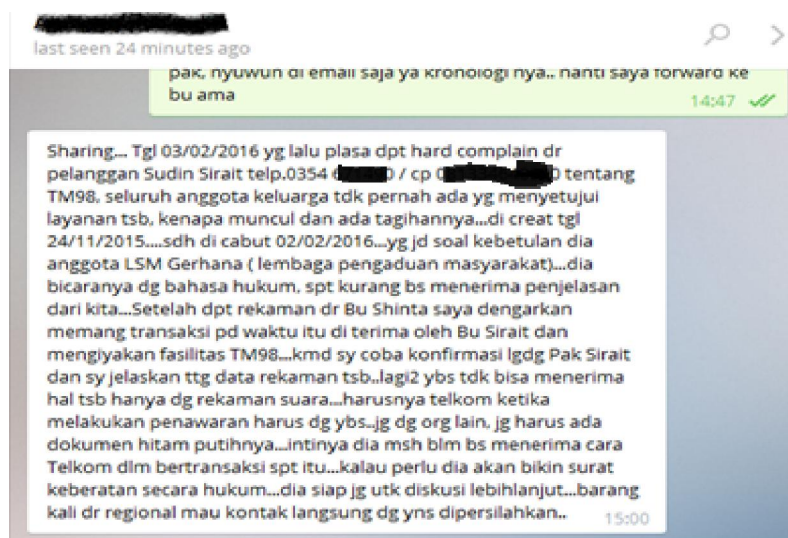 last seen 24 minutes ago
pak, nyuwun di email saja ya kronologi nya.. nanti saya forward ke
bu ama
14:47
Sharing... Tgl 03/02/2016 yg lalu plasa dpt hard complain dr
pelanggan Sudin Sirait telp.0354 / cp tentang
TM98, seluruh anggota keluarga tdk pernah ada yg menyetujui
layanan tsb, kenapa muncul dan ada tagihannya...di creat tgl
24/11/2015....sdh di cabut 02/02/2016...yg jd soal kebetulan dia
anggota LSM Gerhana ( lembaga pengaduan masyarakat)...dia
bicaranya dg bahasa hukum, spt kurang bs menerima penjelasan
dari kita...Setelah dpt rekaman dr Bu Shinta saya dengarkan
memang transaksi pd waktu itu di terima oleh Bu Sirait dan
mengiyakan fasilitas TM98...kmd sy coba konfirmasi lgdg Pak Sirait
dan sy jelaskan ttg data rekaman tsb..lagi2 ybs tdk bisa menerima
hal tsb hanya dg rekaman suara...harusnya telkom ketika
melakukan penawaran harus dg ybs..jg dg org lain, jg harus ada
dokumen hitam putihnya...intinya dia msh blm bs menerima cara
Telkom dlm bertransaksi spt itu...kalau perlu dia akan bikin surat
keberatan secara hukum...dia siap jg utk diskusi lebihlanjut...barang
kali dr regional mau kontak langsung dg yns dipersilahkan..
15:00